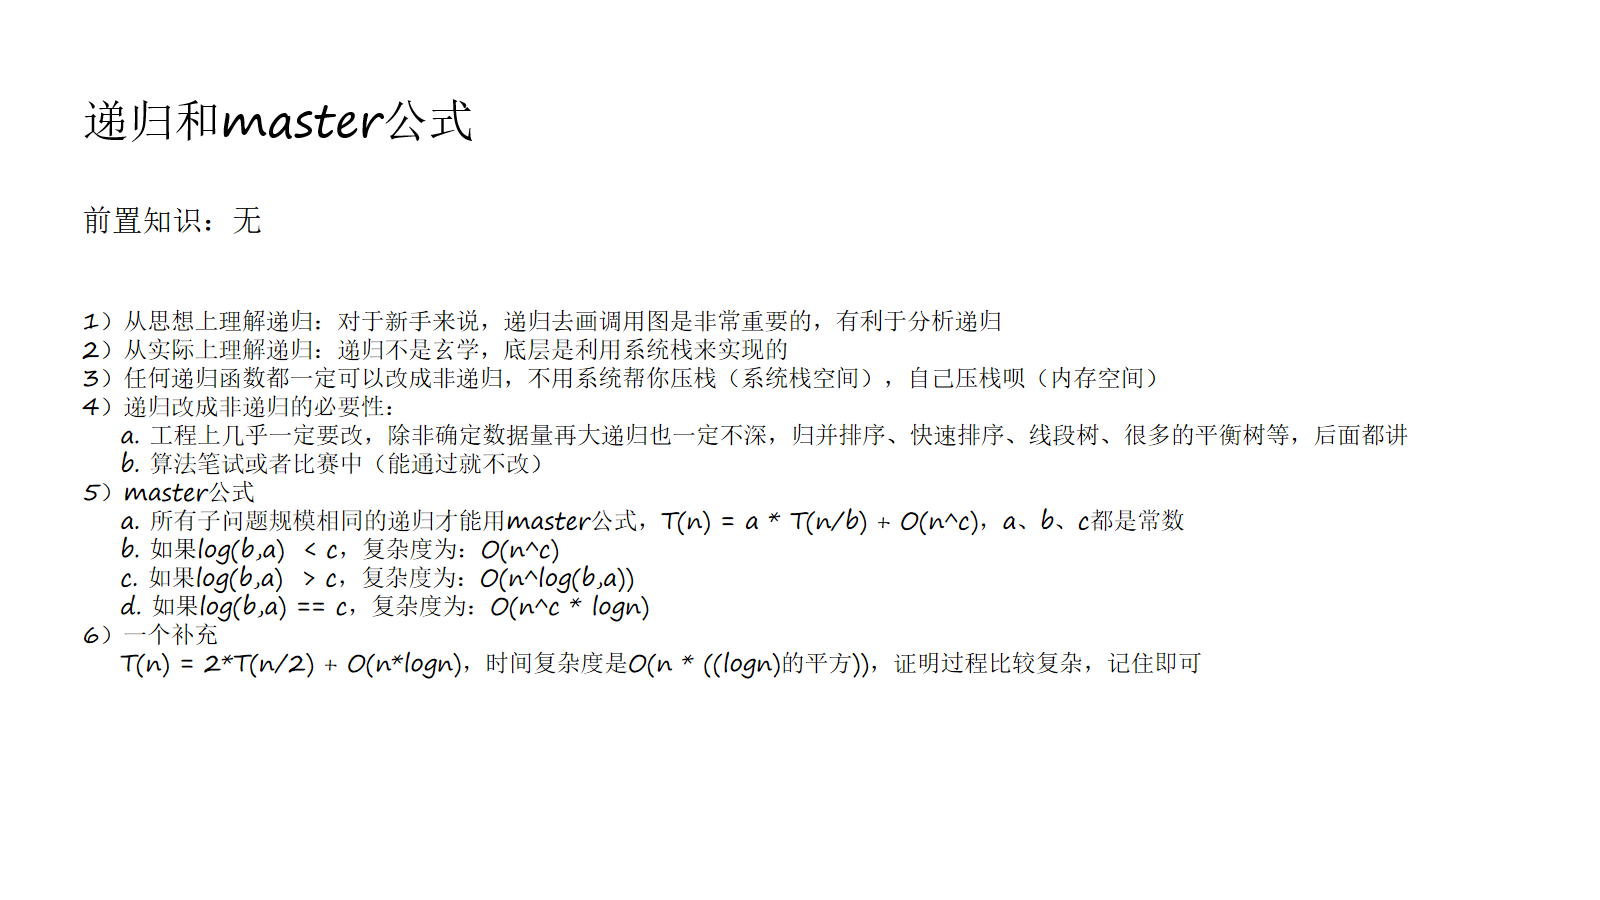 递归和master公式
前置知识：无
1）从思想上理解递归：对于新手来说，递归去画调用图是非常重要的，有利于分析递归
2）从实际上理解递归：递归不是玄学，底层是利用系统栈来实现的
3）任何递归函数都一定可以改成非递归，不用系统帮你压栈（系统栈空间），自己压栈呗（内存空间）
4）递归改成非递归的必要性：
a. 工程上几乎一定要改，除非确定数据量再大递归也一定不深，归并排序、快速排序、线段树、很多的平衡树等，后面都讲
b. 算法笔试或者比赛中（能通过就不改）
5）master公式
a. 所有子问题规模相同的递归才能用master公式，T(n) = a * T(n/b) + O(n^c)，a、b、c都是常数
b. 如果log(b,a) < c，复杂度为：O(n^c)
c. 如果log(b,a) > c，复杂度为：O(n^log(b,a))
d. 如果log(b,a) == c，复杂度为：O(n^c * logn)
6）一个补充
T(n) = 2*T(n/2) + O(n*logn)，时间复杂度是O(n * ((logn)的平方))，证明过程比较复杂，记住即可